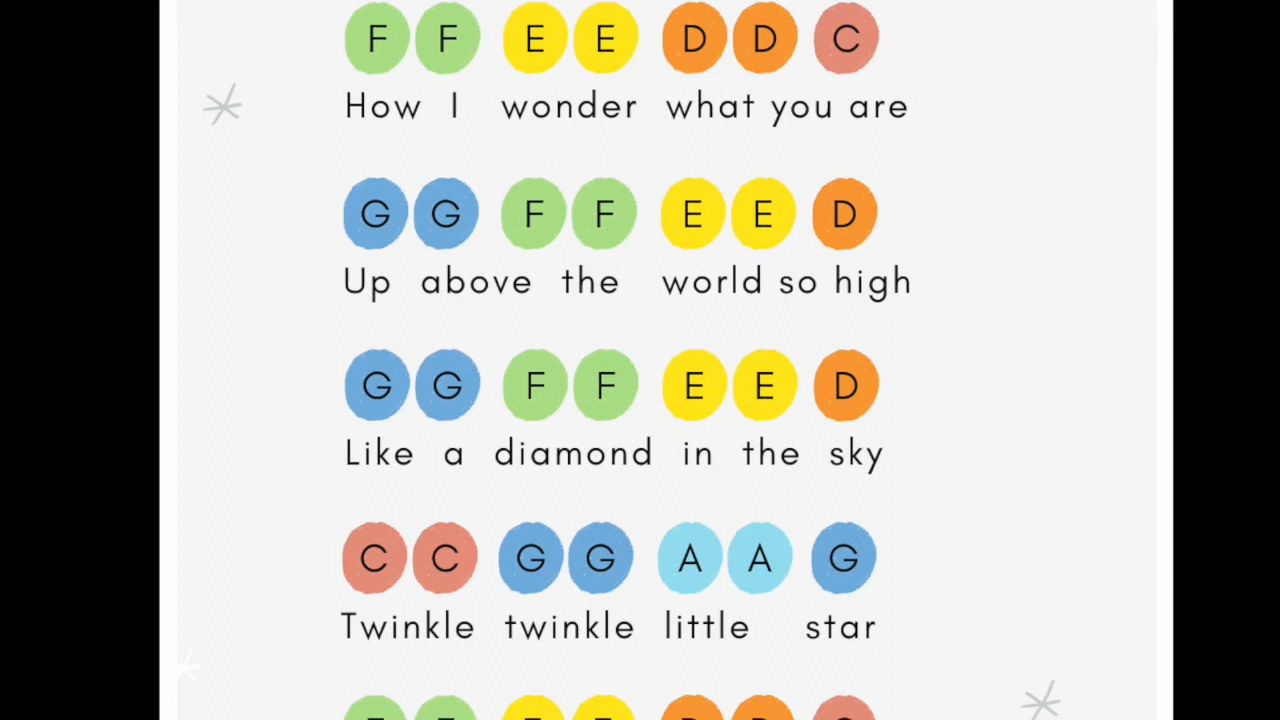 F F E E D D C
How I wonder what you are
G G F F E E D
Up above the world so high
G G F F E E D
Like a diamond in the sky
C C G G A A G
Twinkle twinkle little star